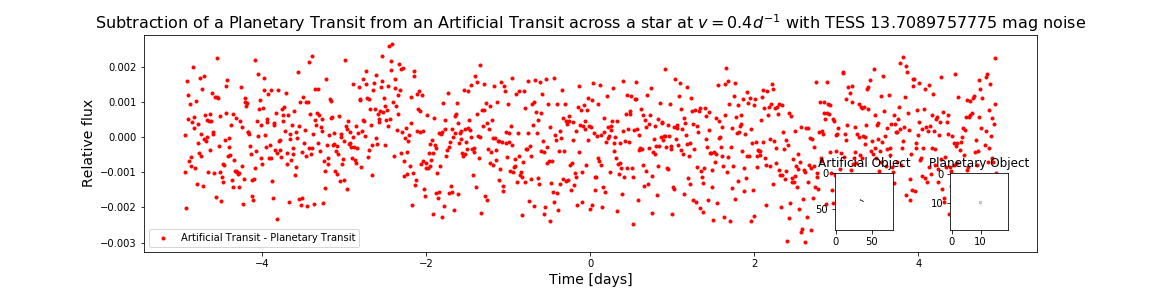 Subtraction of a Planetary Transit from an Artificial Transit across a star at v = 0.4d⁻¹ with TESS 13.7089757775 mag noise
Relative flux
0.002
0.001
0.000
−0.001
−0.002
−0.003
Artificial Transit - Planetary Transit
Artificial Object
0
50
0 50
Planetary Object
0
10
0 10
−4 −2 0 2 4
Time [days]